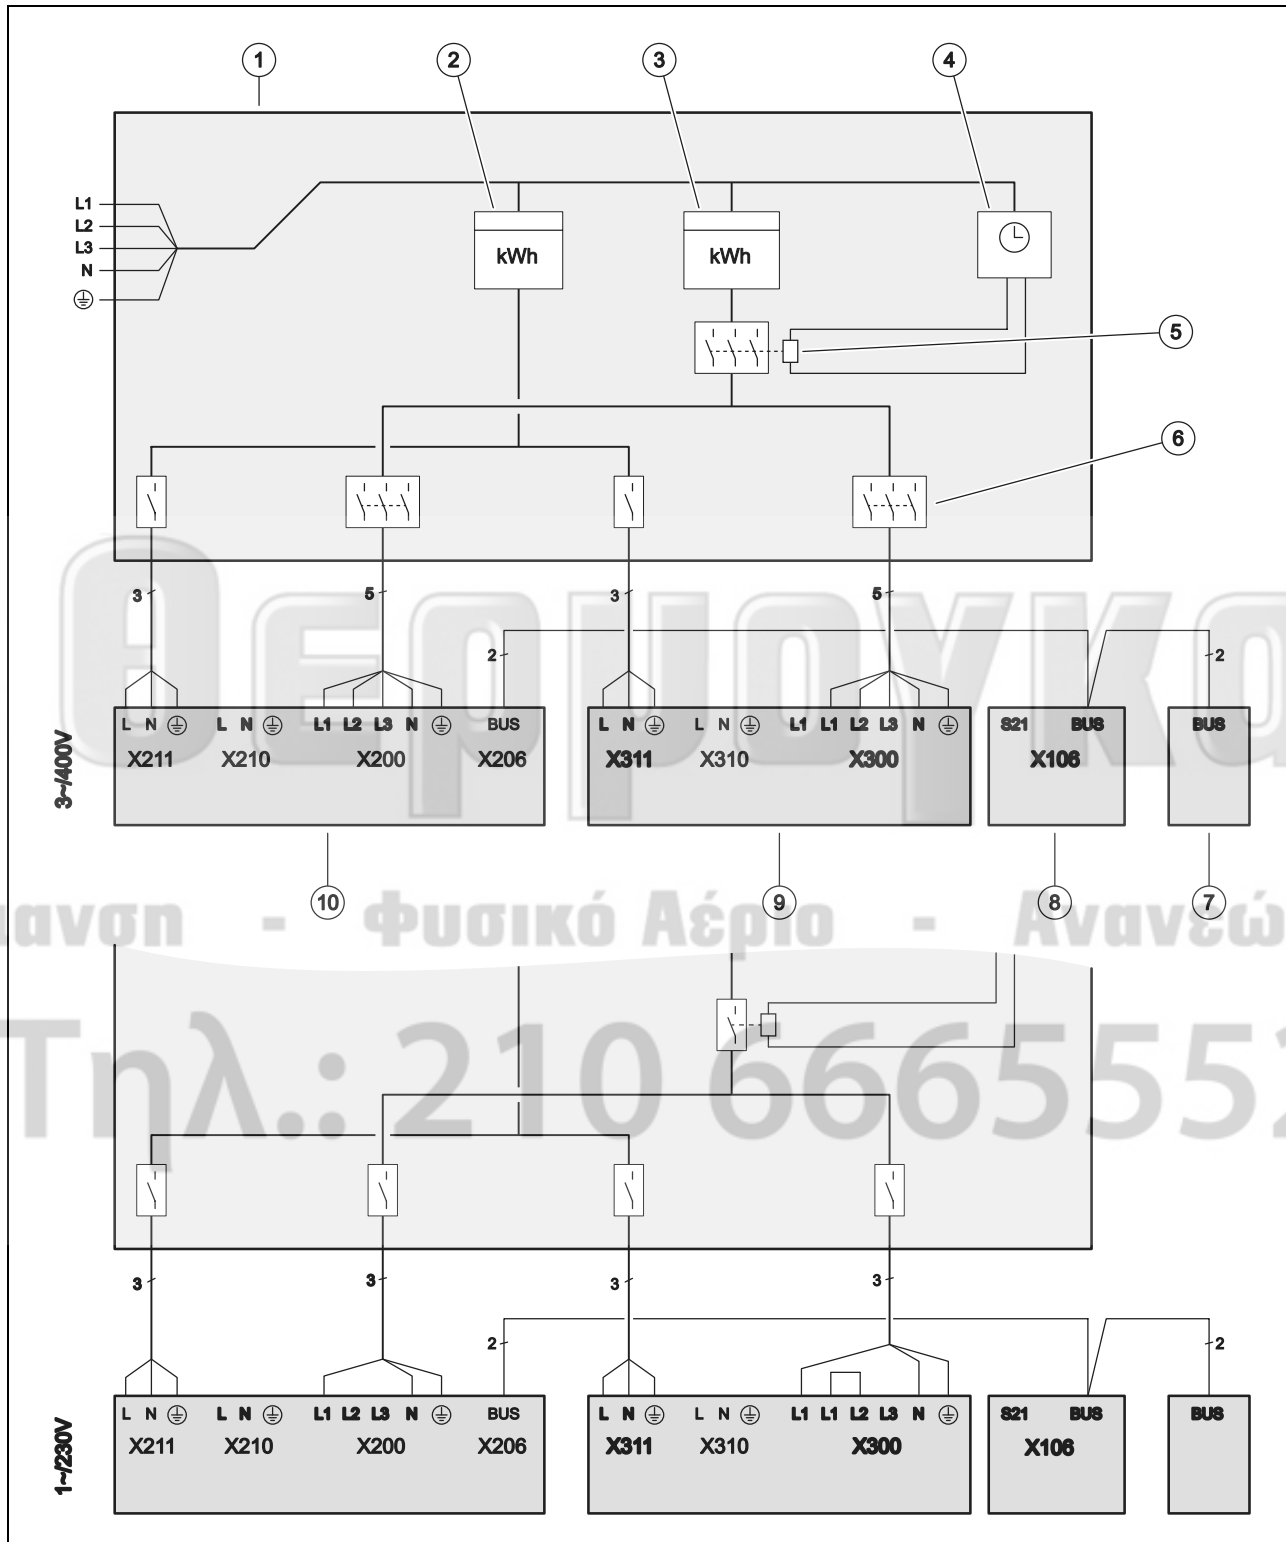 1 2 3 4
L1
L2
L3
N
kWh kWh
5
6
3 5 3 5
Θερμογκα
2 2
L N L N L1 L2 L3 N BUS L N L N L1 L1 L2 L3 N S21 BUS BUS
X211 X210 X200 X206 X311 X310 X300 X106
3~/400V
10 9 8 7
μανση - Φυσικό Αέριο - Ανανεώ
Τηλ.: 210 6665552
3 3 3 3
2 2
L N L N L1 L2 L3 N BUS L N L N L1 L1 L2 L3 N S21 BUS BUS
X211 X210 X200 X206 X311 X310 X300 X106
1~/230V